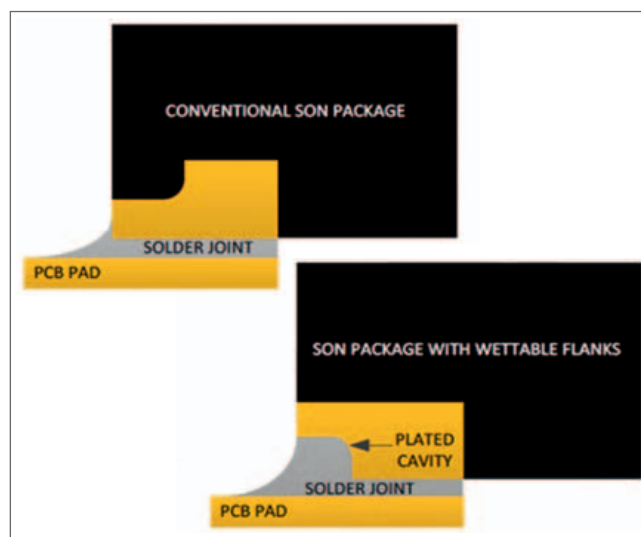 CONVENTIONAL SON PACKAGE
SOLDER JOINT
PCB PAD
SON PACKAGE WITH WETTABLE FLANKS
PLATED
CAVITY
SOLDER JOINT
PCB PAD